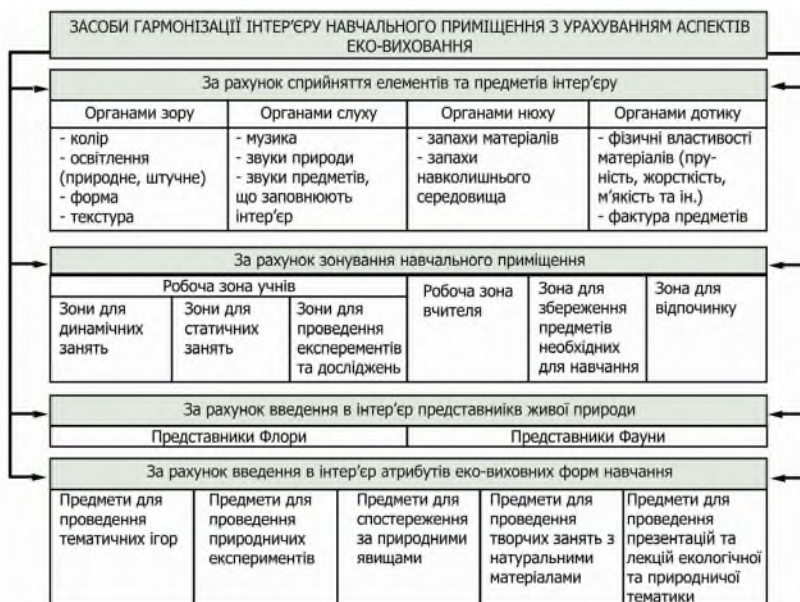 ЗАСОБИ ГАРМОНІЗАЦІЇ ІНТЕР'ЄРУ НАВЧАЛЬНОГО ПРИМІЩЕННЯ З УРАХУВАННЯМ АСПЕКТІВ
ЕКО-ВИХОВАННЯ
За рахунок сприйняття елементів та предметів інтер'єру
Органами зору
- колір
- освітлення
(природне, штучне)
- форма
- текстура
Органами слуху
- музика
- звуки природи
- звуки предметів,
що заповнюють
інтер'єр
Органами нюху
- запахи матеріалів
- запахи
навколишнього
середовища
Органами дотику
- фізичні властивості
матеріалів (пру-
ність, жорсткість,
м'якість та ін.)
- фактура предметів
За рахунок зонування навчального приміщення
Робоча зона учнів
Зони для
динамічних
занять
Зони для
статичних
занять
Зони для
проведення
експерементів
та досліджень
Робоча зона
вчителя
Зона для
збереження
предметів
необхідних
для навчання
Зона для
відпочинку
За рахунок введення в інтер'єр представниікв живої природи
Представники Флори
Представники Фауни
За рахунок введення в інтер'єр атрибутів еко-виховних форм навчання
Предмети для
проведення
тематичних ігор
Предмети для
проведення
природничих
експериментів
Предмети для
спостереження
за природними
явищами
Предмети для
проведення
творчих занять з
натуральними
матеріалами
Предмети для
проведення
презентацій та
лекцій екологічної
та природничої
тематики